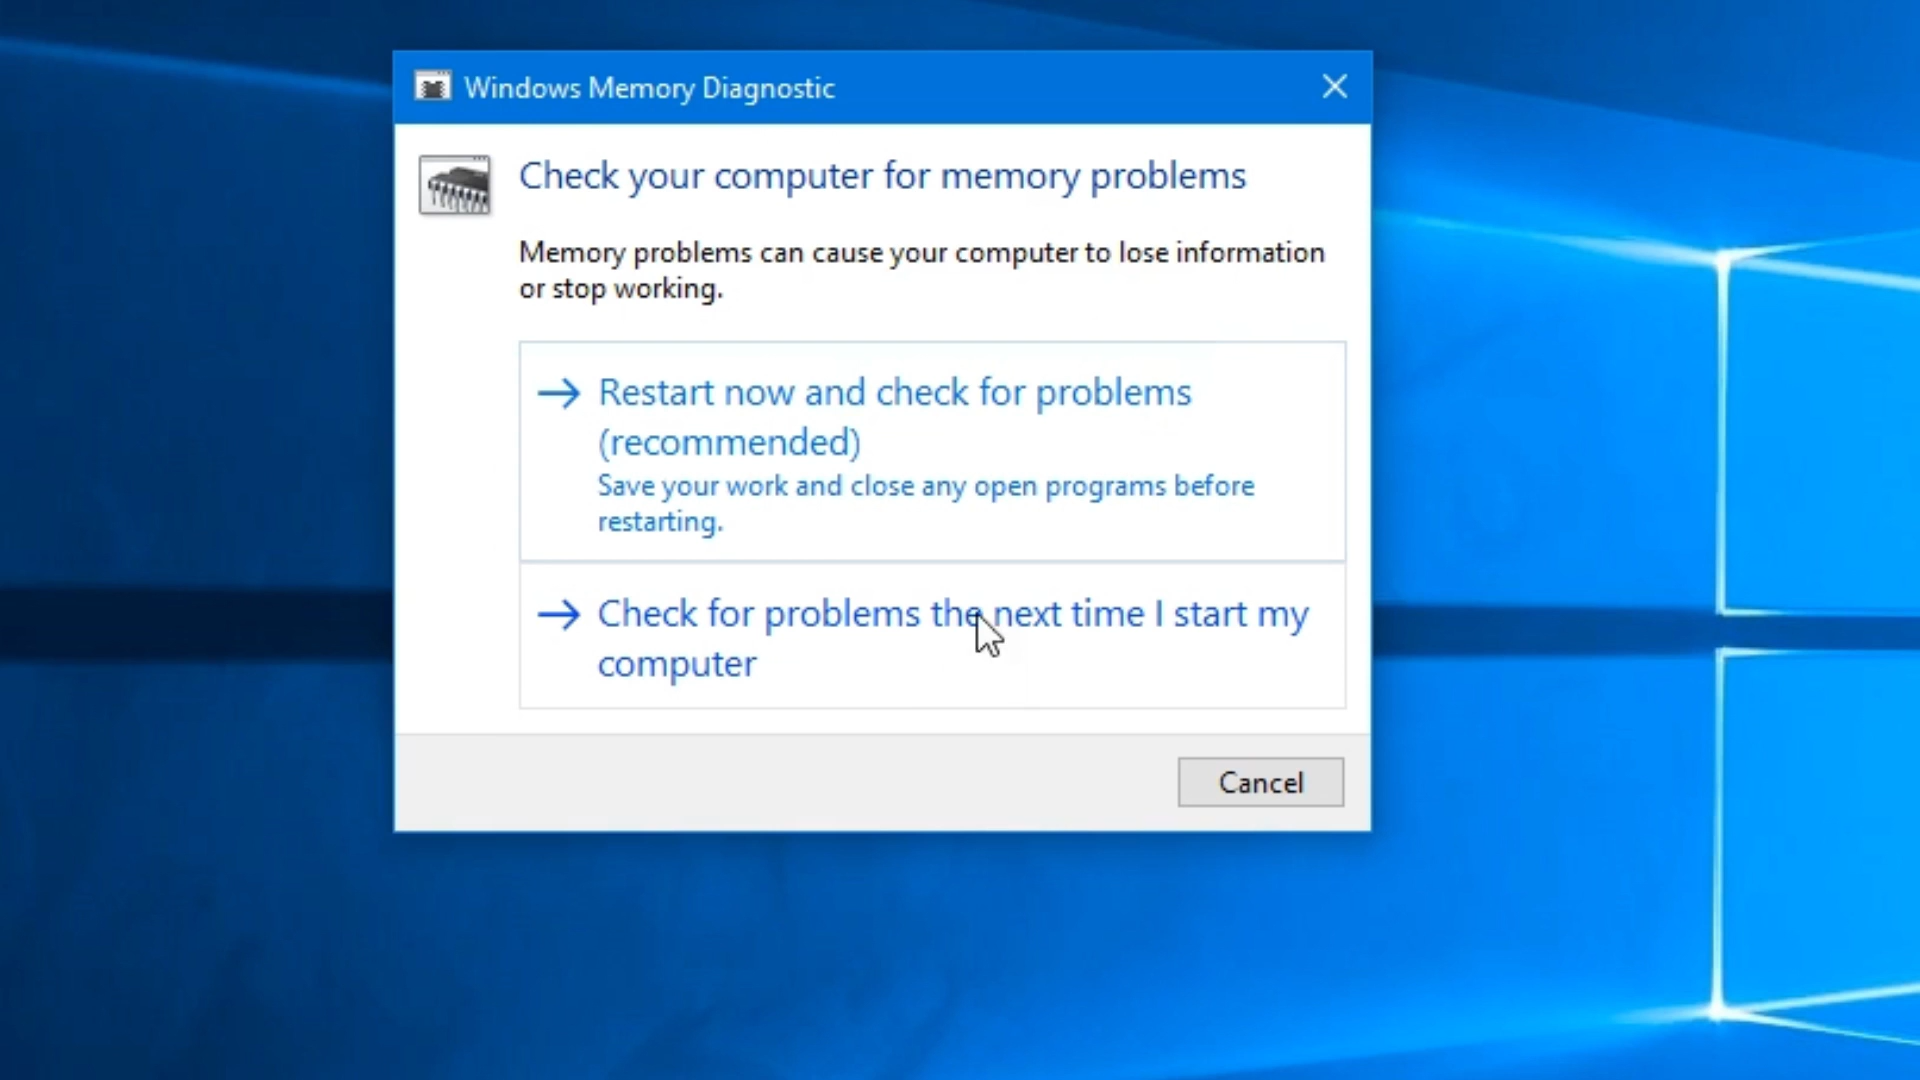 Windows Memory Diagnostic
Check your computer for memory problems
Memory problems can cause your computer to lose information
or stop working.
Restart now and check for problems
(recommended)
Save your work and close any open programs before
restarting.
Check for problems the next time I start my
computer
Cancel